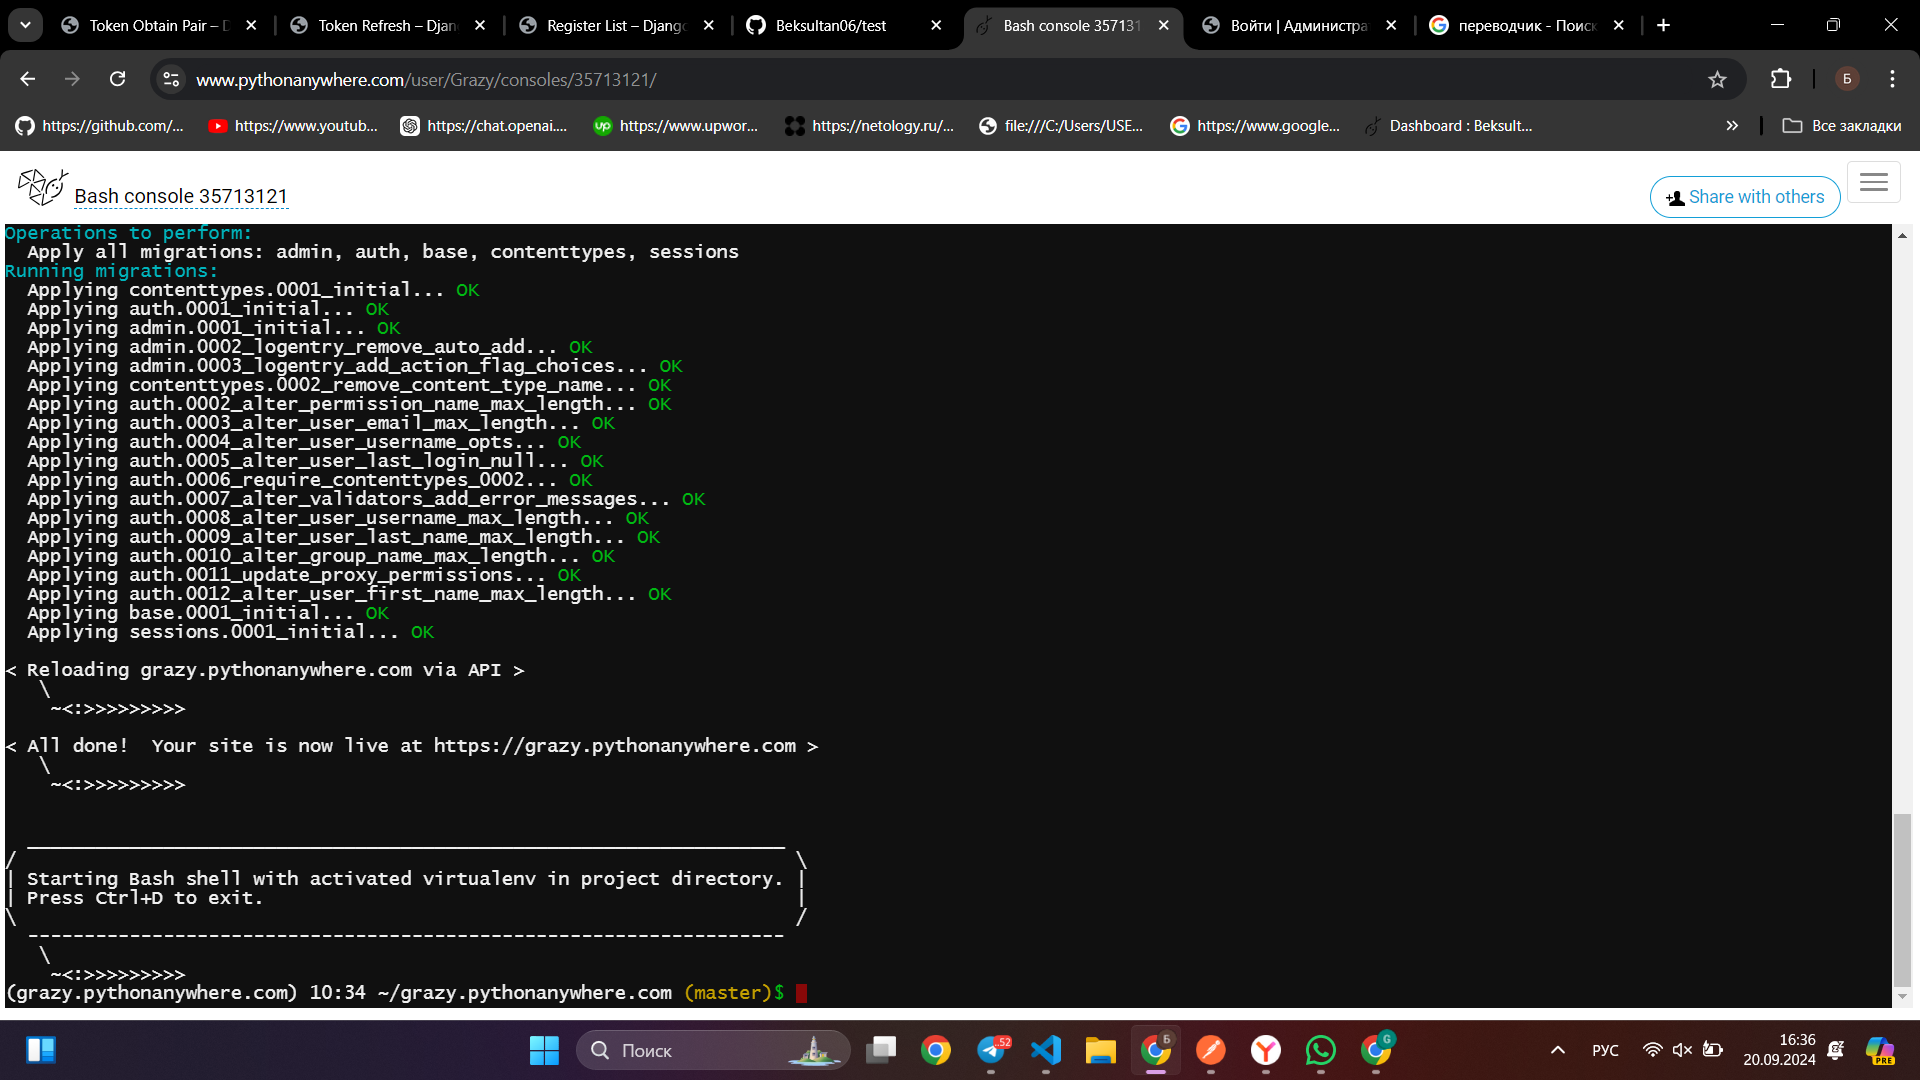 Token Obtain Pair – D
Token Refresh – Djan
Register List – Django
Beksultan06/test
Bash console 357131
Войти | Администра
переводчик - Поиск
www.pythonanywhere.com/user/Grazy/consoles/35713121/
Б
https://github.com/...
https://www.youtub...
https://chat.openai....
up https://www.upwor...
https://netology.ru/...
file:///C:/Users/USE...
https://www.google...
Dashboard : Beksult...
»
Все закладки
Bash console 35713121
Share with others
Operations to perform:
  Apply all migrations: admin, auth, base, contenttypes, sessions
Running migrations:
  Applying contenttypes.0001_initial... OK
  Applying auth.0001_initial... OK
  Applying admin.0001_initial... OK
  Applying admin.0002_logentry_remove_auto_add... OK
  Applying admin.0003_logentry_add_action_flag_choices... OK
  Applying contenttypes.0002_remove_content_type_name... OK
  Applying auth.0002_alter_permission_name_max_length... OK
  Applying auth.0003_alter_user_email_max_length... OK
  Applying auth.0004_alter_user_username_opts... OK
  Applying auth.0005_alter_user_last_login_null... OK
  Applying auth.0006_require_contenttypes_0002... OK
  Applying auth.0007_alter_validators_add_error_messages... OK
  Applying auth.0008_alter_user_username_max_length... OK
  Applying auth.0009_alter_user_last_name_max_length... OK
  Applying auth.0010_alter_group_name_max_length... OK
  Applying auth.0011_update_proxy_permissions... OK
  Applying auth.0012_alter_user_first_name_max_length... OK
  Applying base.0001_initial... OK
  Applying sessions.0001_initial... OK
< Reloading grazy.pythonanywhere.com via API >
   \
    ~<:>>>>>>>>>
< All done!  Your site is now live at https://grazy.pythonanywhere.com >
   \
    ~<:>>>>>>>>>
/ \
| Starting Bash shell with activated virtualenv in project directory. |
| Press Ctrl+D to exit. |
\ /
   \
    ~<:>>>>>>>>>
(grazy.pythonanywhere.com) 10:34 ~/grazy.pythonanywhere.com (master)$
Поиск
..52
Б
G
РУС
16:36
20.09.2024
PRE